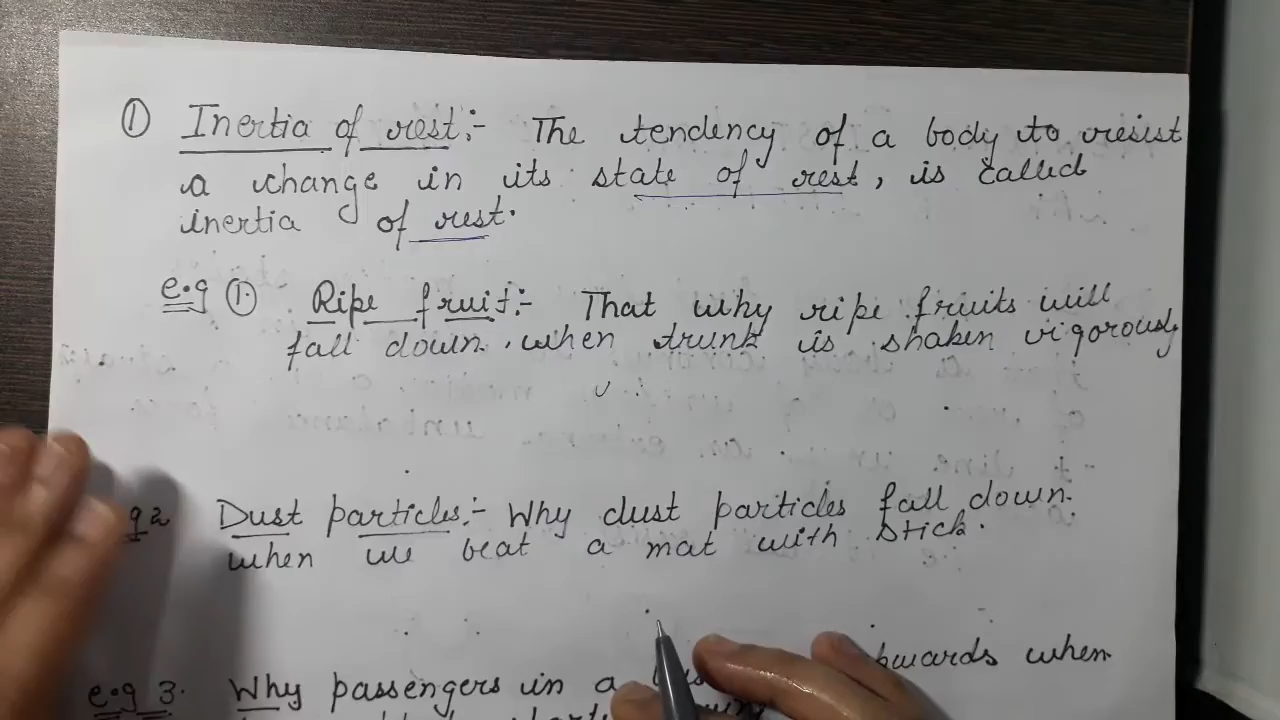 ① Inertia of rest:- The tendency of a body to resist
a change in its state of rest, is called
inertia of rest.
e.g ①. Ripe fruit:- That why ripe fruits will
fall down. when trunk is shaken vigorously
g 2 Dust particles:- Why dust particles fall down.
when we beat a mat with stick.
e.g 3. Why passengers in a when